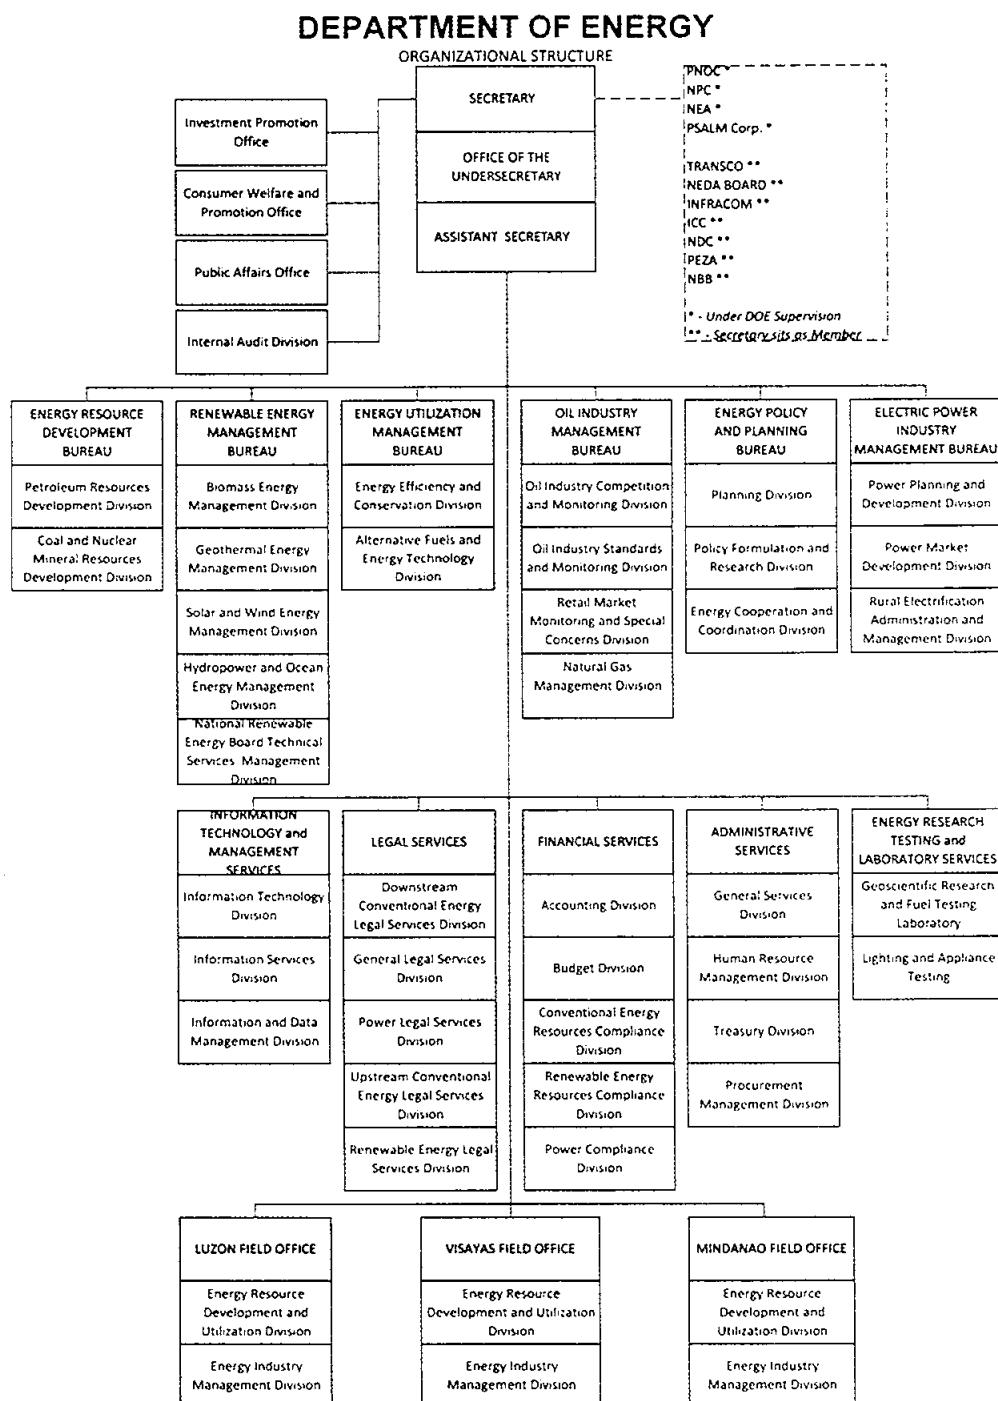 DEPARTMENT OF ENERGY
ORGANIZATIONAL STRUCTURE
SECRETARY
OFFICE OF THE
UNDERSECRETARY
ASSISTANT SECRETARY
Investment Promotion
Office
Consumer Welfare and
Promotion Office
Public Affairs Office
Internal Audit Division
PNOC *
NPC *
NEA *
PSALM Corp. *
TRANSCO **
NEDA BOARD **
INFRACOM **
ICC **
NDC **
PEZA **
NBB **
* - Under DOE Supervision
** - Secretary sits as Member
ENERGY RESOURCE
DEVELOPMENT
BUREAU
Petroleum Resources
Development Division
Coal and Nuclear
Mineral Resources
Development Division
RENEWABLE ENERGY
MANAGEMENT
BUREAU
Biomass Energy
Management Division
Geothermal Energy
Management Division
Solar and Wind Energy
Management Division
Hydropower and Ocean
Energy Management
Division
National Renewable
Energy Board Technical
Services Management
Division
ENERGY UTILIZATION
MANAGEMENT
BUREAU
Energy Efficiency and
Conservation Division
Alternative Fuels and
Energy Technology
Division
OIL INDUSTRY
MANAGEMENT
BUREAU
Oil Industry Competition
and Monitoring Division
Oil Industry Standards
and Monitoring Division
Retail Market
Monitoring and Special
Concerns Division
Natural Gas
Management Division
ENERGY POLICY
AND PLANNING
BUREAU
Planning Division
Policy Formulation and
Research Division
Energy Cooperation and
Coordination Division
ELECTRIC POWER
INDUSTRY
MANAGEMENT BUREAU
Power Planning and
Development Division
Power Market
Development Division
Rural Electrification
Administration and
Management Division
INFORMATION
TECHNOLOGY and
MANAGEMENT
SERVICES
Information Technology
Division
Information Services
Division
Information and Data
Management Division
LEGAL SERVICES
Downstream
Conventional Energy
Legal Services Division
General Legal Services
Division
Power Legal Services
Division
Upstream Conventional
Energy Legal Services
Division
Renewable Energy Legal
Services Division
FINANCIAL SERVICES
Accounting Division
Budget Division
Conventional Energy
Resources Compliance
Division
Renewable Energy
Resources Compliance
Division
Power Compliance
Division
ADMINISTRATIVE
SERVICES
General Services
Division
Human Resource
Management Division
Treasury Division
Procurement
Management Division
ENERGY RESEARCH
TESTING and
LABORATORY SERVICES
Geoscientific Research
and Fuel Testing
Laboratory
Lighting and Appliance
Testing
LUZON FIELD OFFICE
Energy Resource
Development and
Utilization Division
Energy Industry
Management Division
VISAYAS FIELD OFFICE
Energy Resource
Development and Utilization
Division
Energy Industry
Management Division
MINDANAO FIELD OFFICE
Energy Resource
Development and
Utilization Division
Energy Industry
Management Division